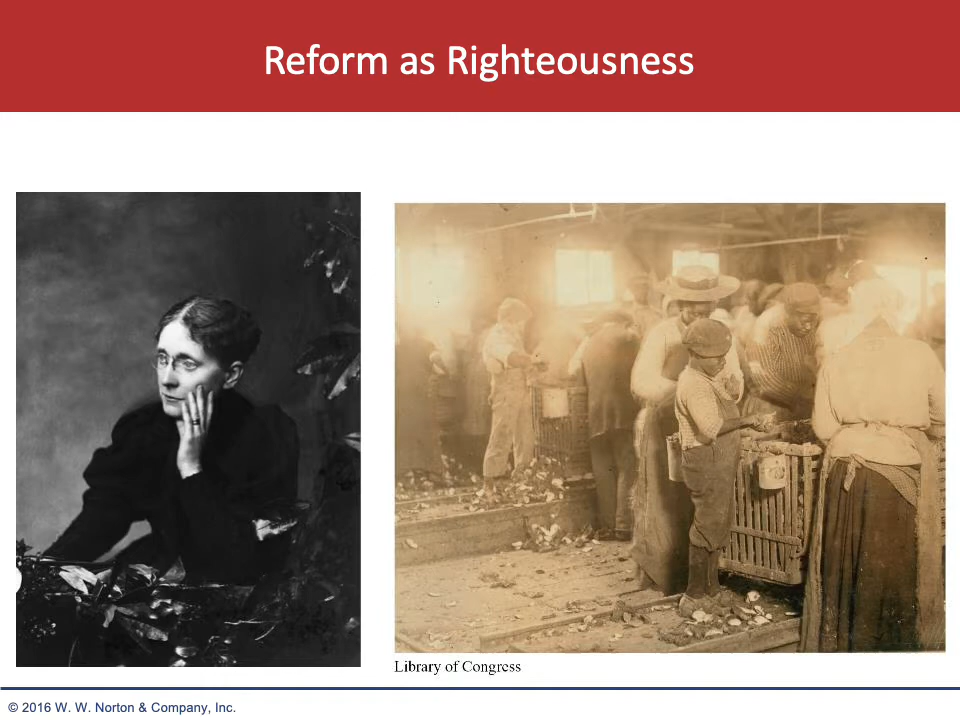 Reform as Righteousness
Library of Congress
© 2016 W. W. Norton & Company, Inc.